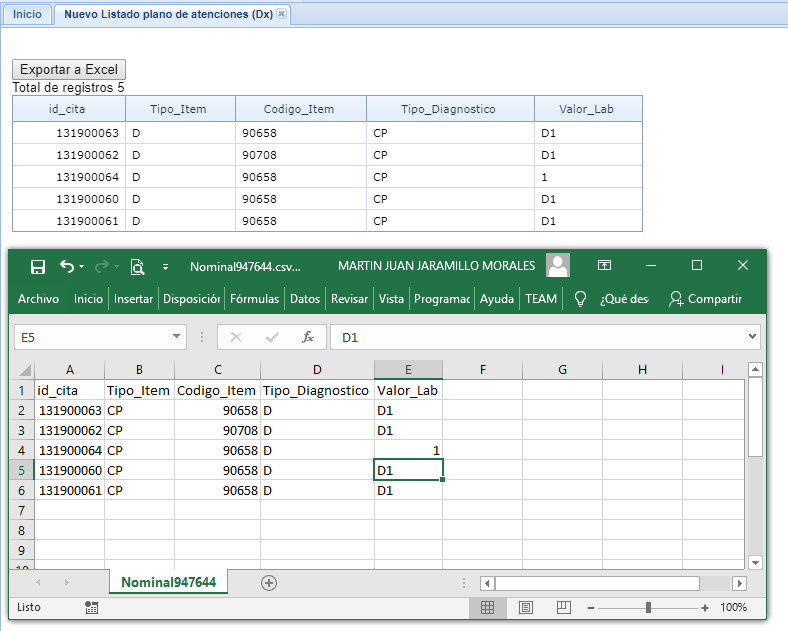 Inicio Nuevo Listado plano de atenciones (Dx)
Exportar a Excel
Total de registros 5
id_cita Tipo_Item Codigo_Item Tipo_Diagnostico Valor_Lab
131900063 D 90658 CP D1
131900062 D 90708 CP D1
131900064 D 90658 CP 1
131900060 D 90658 CP D1
131900061 D 90658 CP D1
Nominal947644.csv... MARTIN JUAN JARAMILLO MORALES
Archivo Inicio Insertar Disposición Fórmulas Datos Revisar Vista Programac Ayuda TEAM ¿Qué des Compartir
E5 fx D1
A B C D E F G H I
1 id_cita Tipo_Item Codigo_Item Tipo_Diagnostico Valor_Lab
2 131900063 CP 90658 D D1
3 131900062 CP 90708 D D1
4 131900064 CP 90658 D 1
5 131900060 CP 90658 D D1
6 131900061 CP 90658 D D1
7
8
9
10
Nominal947644
Listo 100%